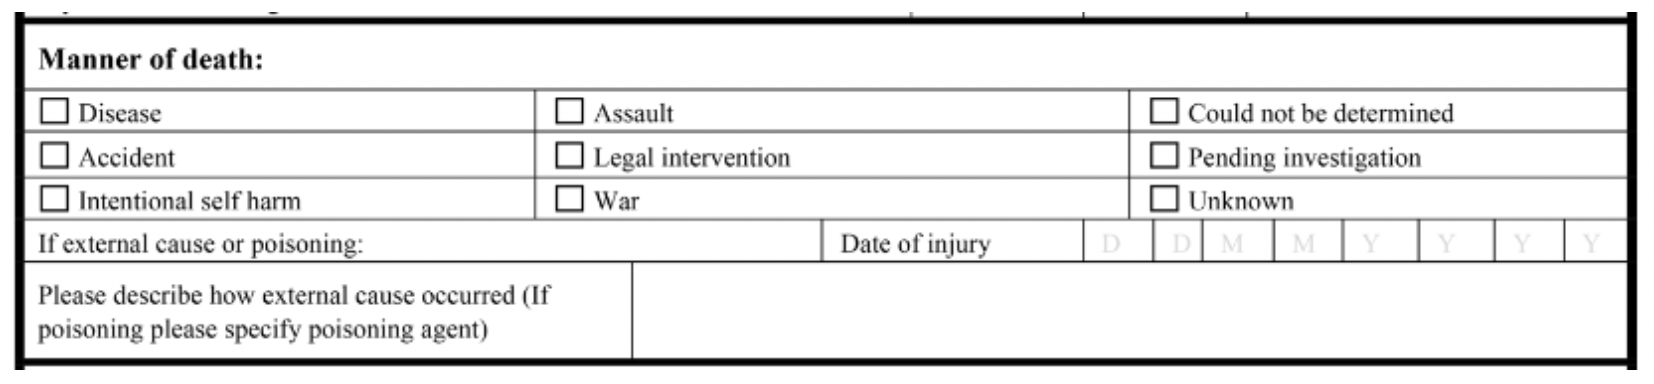 Manner of death:
Disease Assault Could not be determined
Accident Legal intervention Pending investigation
Intentional self harm War Unknown
If external cause or poisoning: Date of injury D D M M Y Y Y Y
Please describe how external cause occurred (If
poisoning please specify poisoning agent)